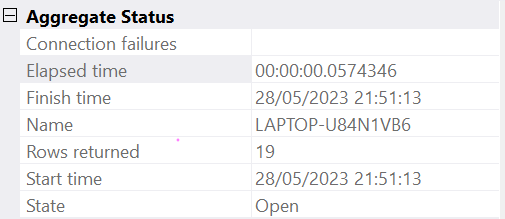 Aggregate Status
Connection failures
Elapsed time 00:00:00.0574346
Finish time 28/05/2023 21:51:13
Name LAPTOP-U84N1VB6
Rows returned 19
Start time 28/05/2023 21:51:13
State Open